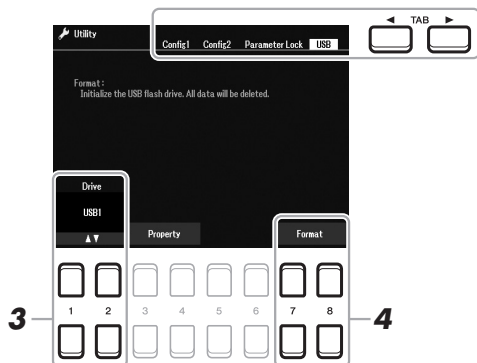 ◄ TAB ►
Utility
Config1 Config2 Parameter Lock USB
Format:
Initialize the USB flash drive. All data will be deleted.
Drive
USB1
▲▼ Property Format
1 2 3 4 5 6 7 8
3 4